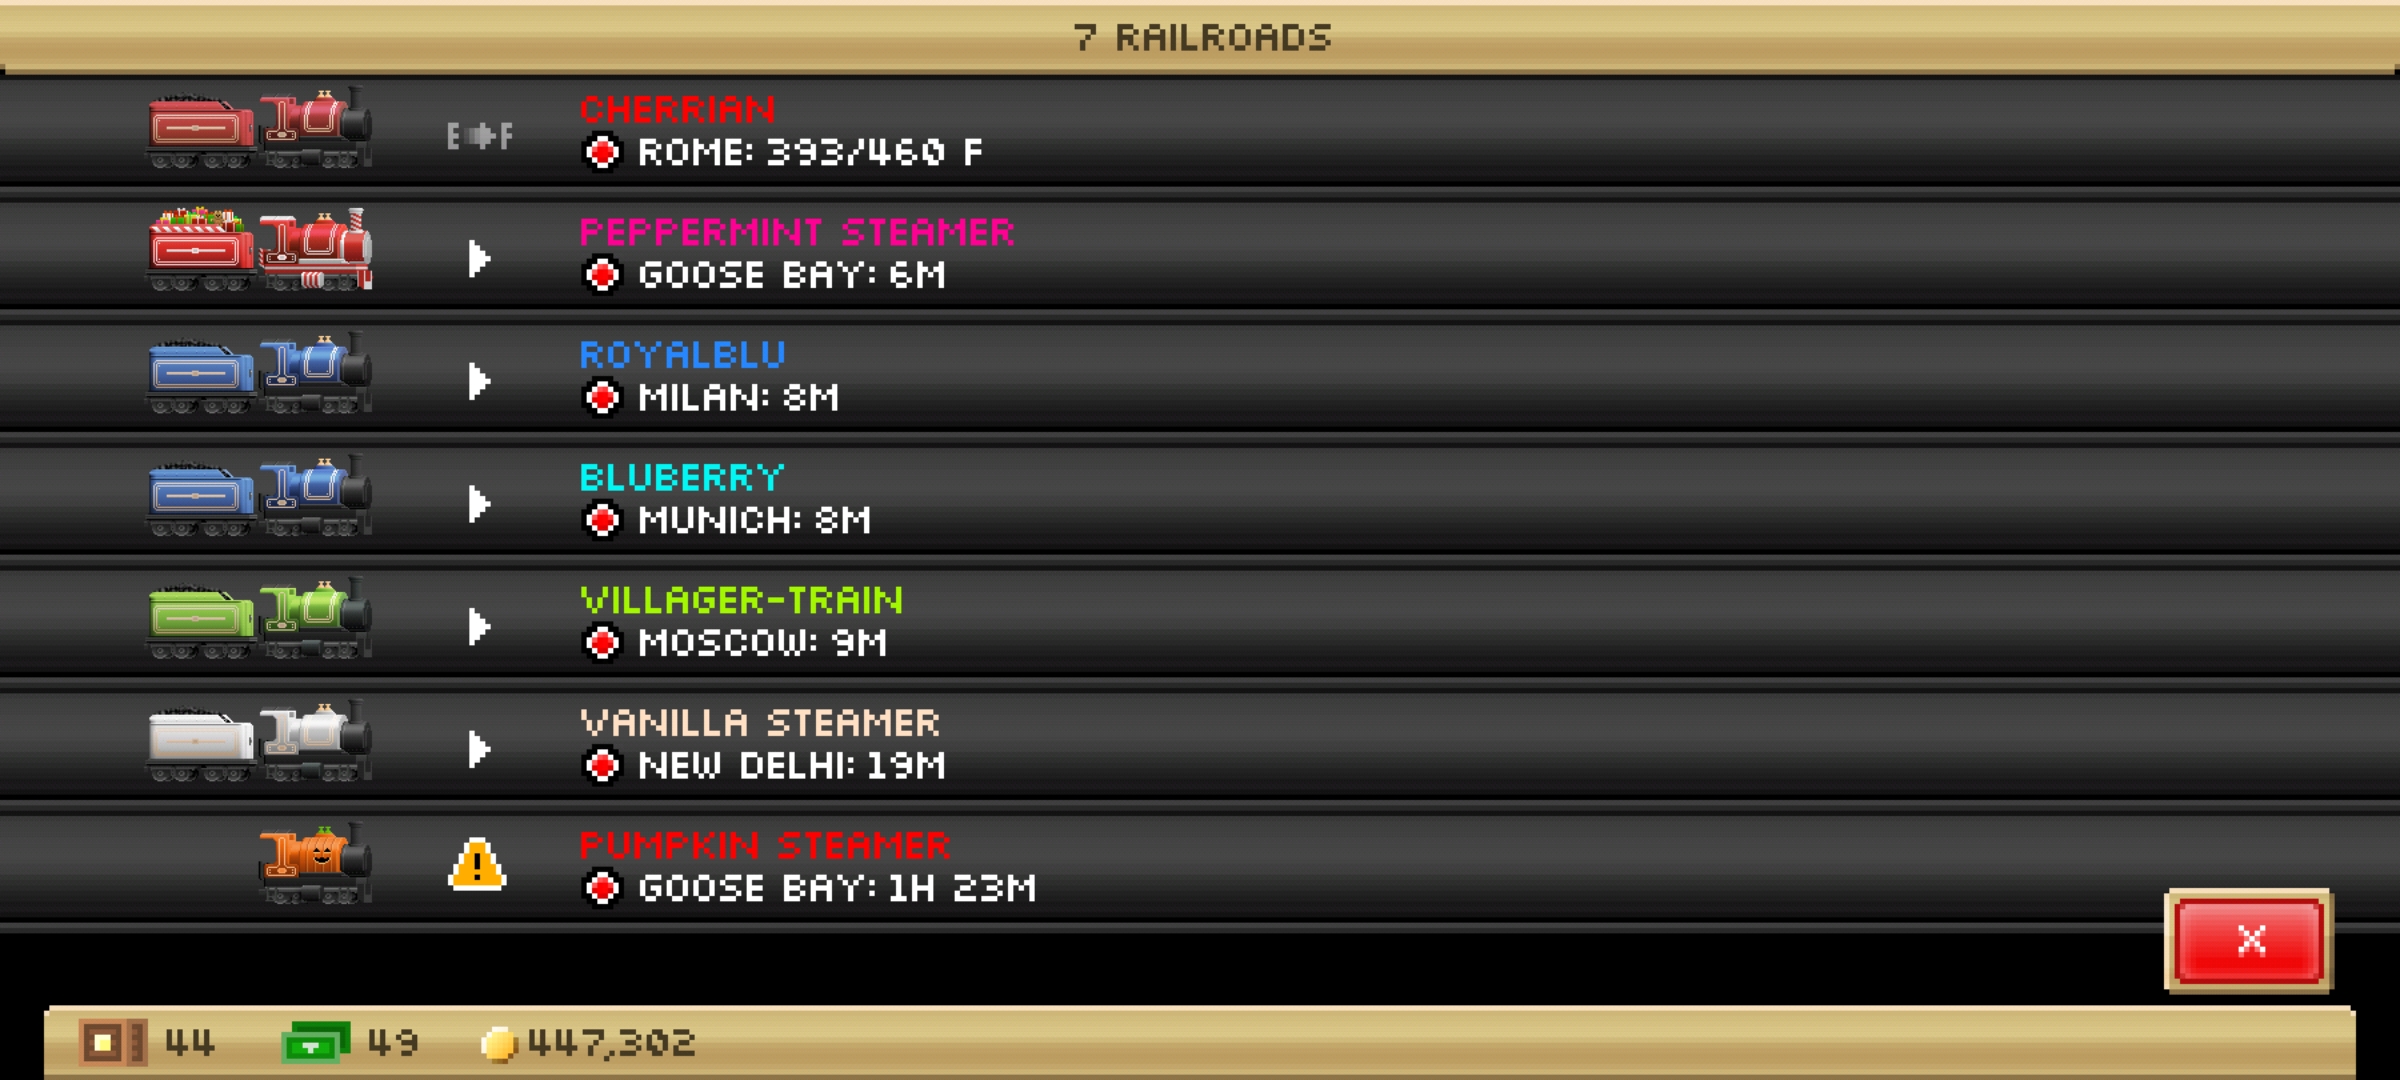 7 RAILROADS
CHERRIAN
E F
ROME: 393/460 F
PEPPERMINT STEAMER
GOOSE BAY: 6M
ROYALBLU
MILAN: 8M
BLUBERRY
MUNICH: 8M
VILLAGER-TRAIN
MOSCOW: 9M
VANILLA STEAMER
NEW DELHI: 19M
PUMPKIN STEAMER
!
GOOSE BAY: 1H 23M
X
44 49 447,302